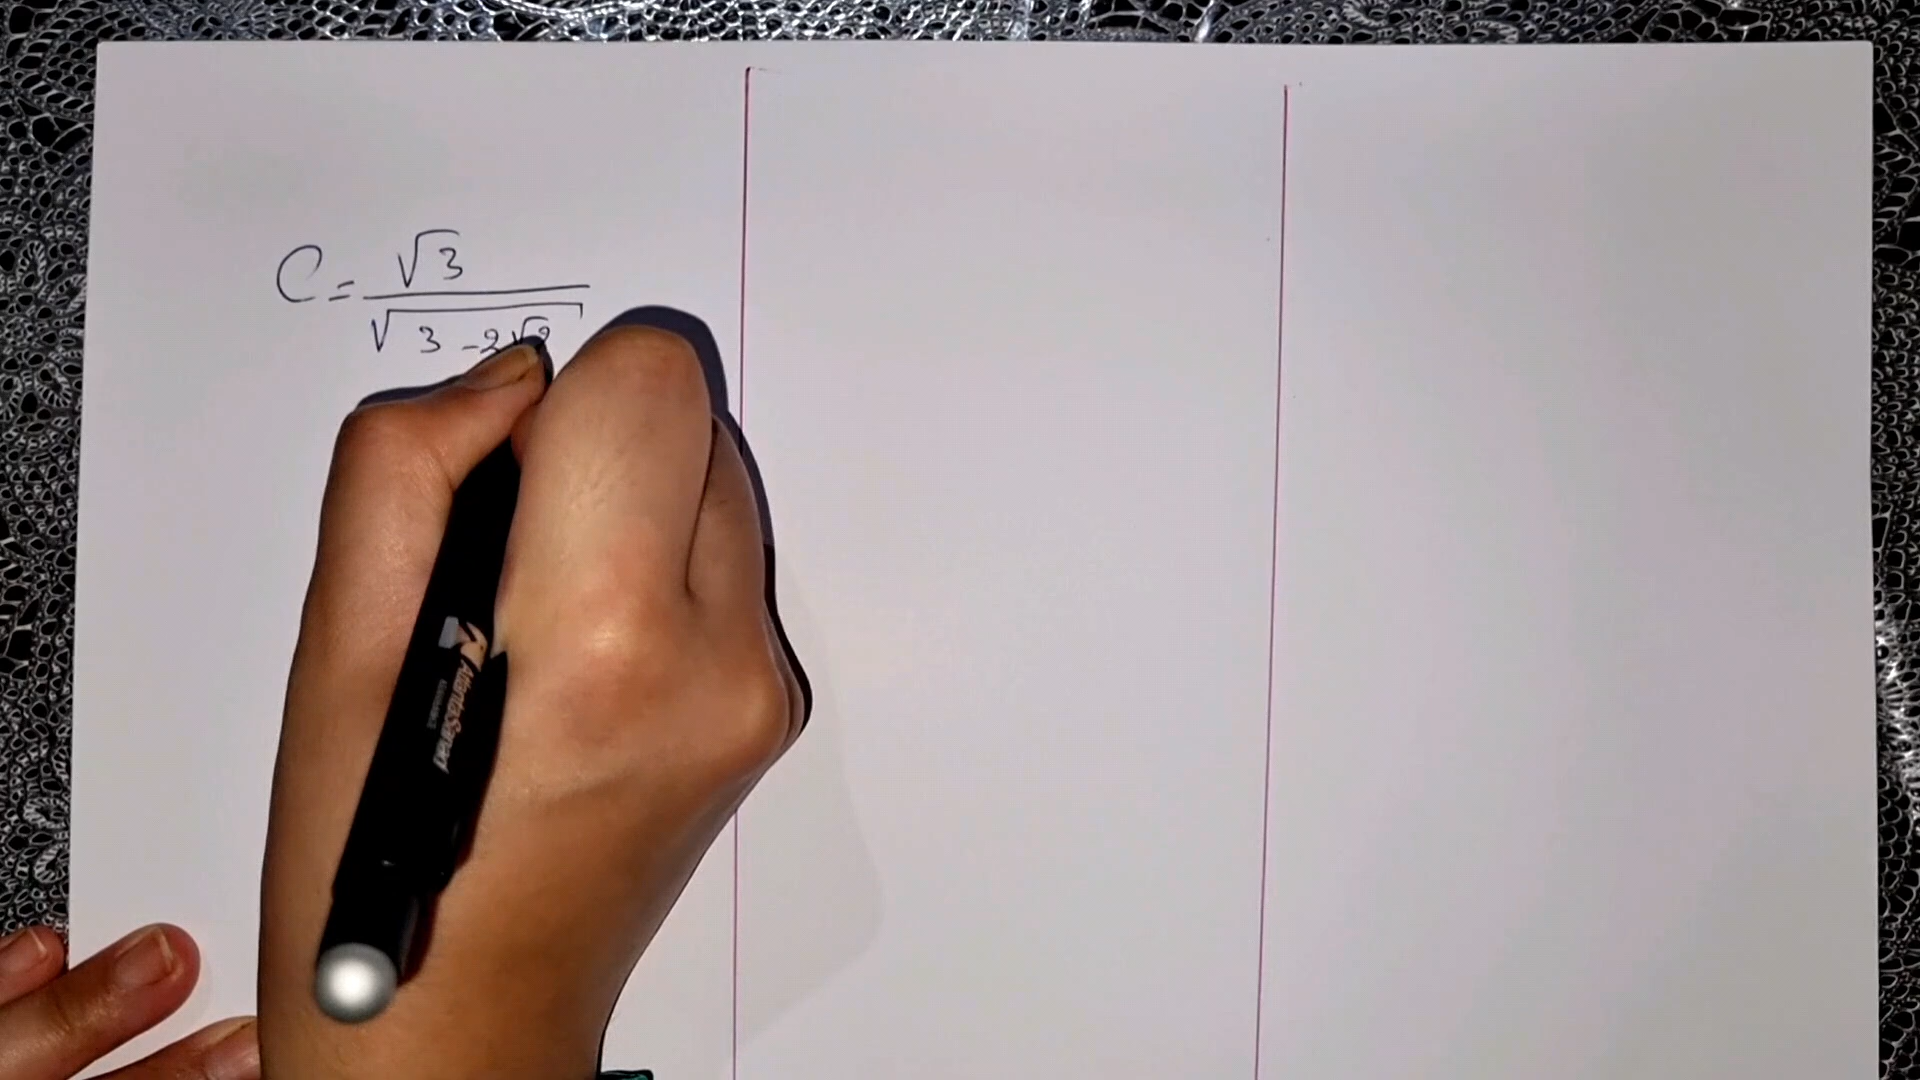 C = √3 / √(3 - 2√2)